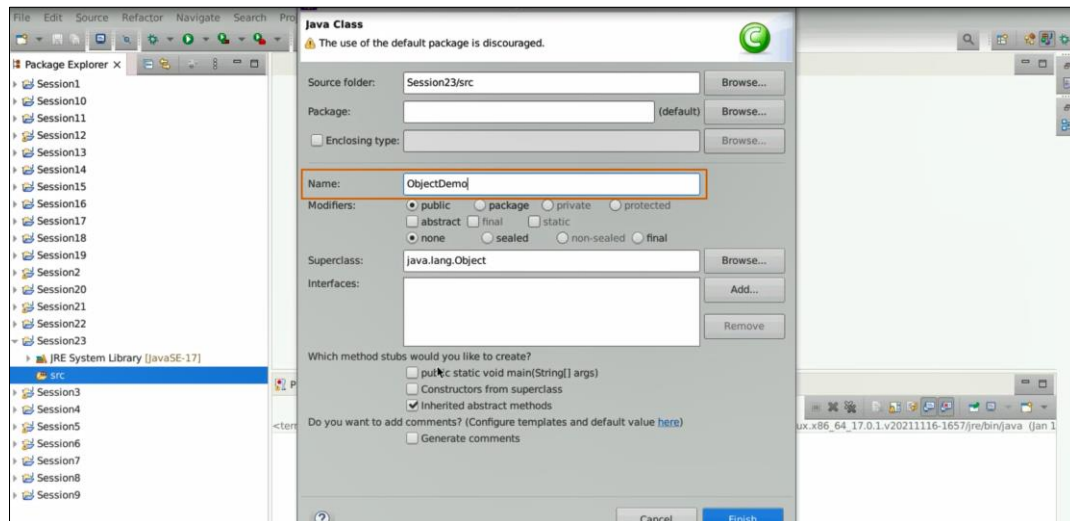 File Edit Source Refactor Navigate Search Pro
Package Explorer
Session1
Session10
Session11
Session12
Session13
Session14
Session15
Session16
Session17
Session18
Session19
Session2
Session20
Session21
Session22
Session23
JRE System Library [JavaSE-17]
src
Session3
Session4
Session5
Session6
Session7
Session8
Session9
Java Class
The use of the default package is discouraged.
Source folder: Session23/src Browse...
Package: (default) Browse...
Enclosing type: Browse...
Name: ObjectDemo
Modifiers: public package private protected
abstract final static
none sealed non-sealed final
Superclass: java.lang.Object Browse...
Interfaces: Add...
Remove
Which method stubs would you like to create?
public static void main(String[] args)
Constructors from superclass
Inherited abstract methods
Do you want to add comments? (Configure templates and default value here)
Generate comments
Cancel Finish
P
<ter
ux.x86_64_17.0.1.v20211116-1657/jre/bin/java (Jan 1